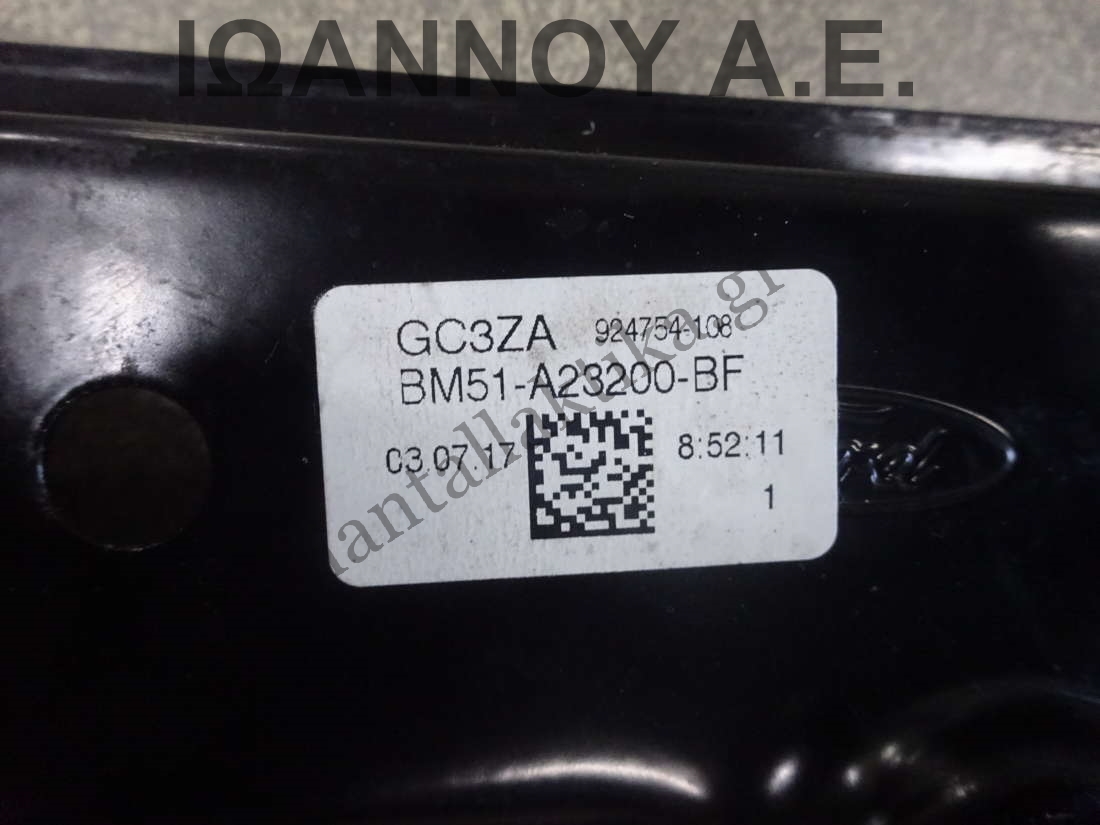 ΙΩΑΝΝΟΥ Α.Ε.
GC3ZA 924754-108
BM51-A23200-BF
03.07.17 8:52:11
1
antallaktika.gr